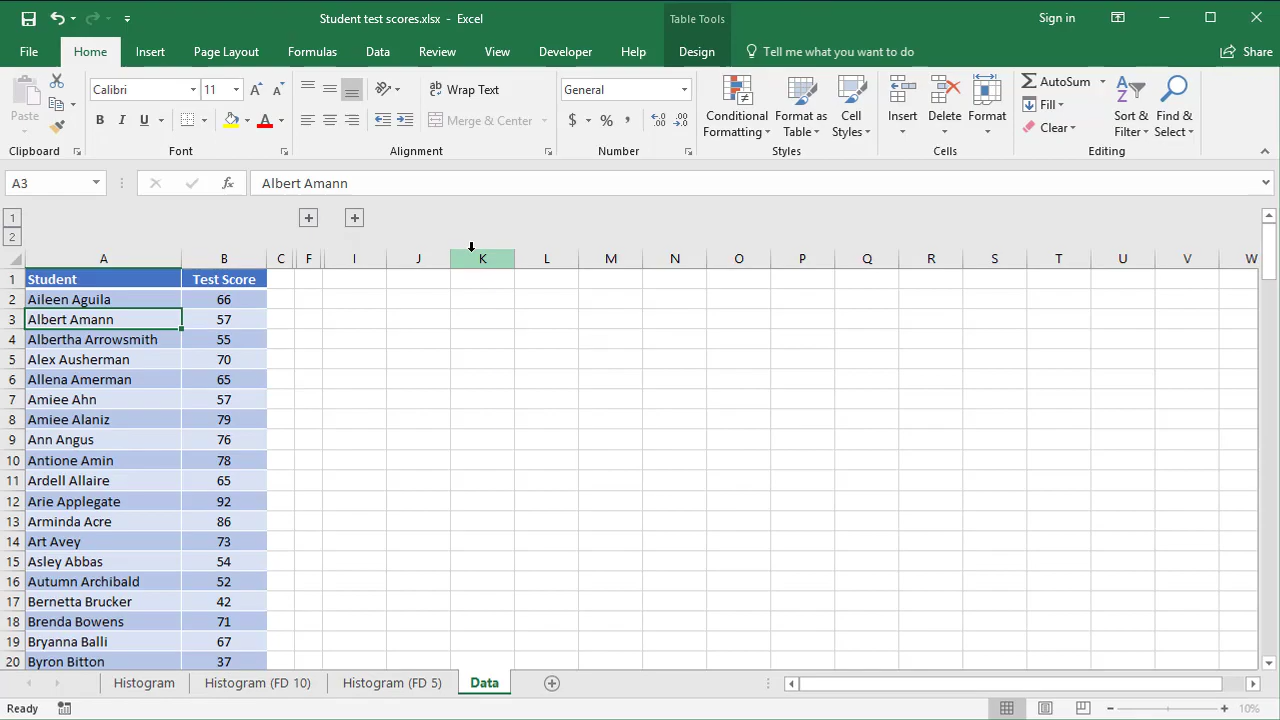 Student test scores.xlsx - Excel
Table Tools
Sign in
File Home Insert Page Layout Formulas Data Review View Developer Help Design Tell me what you want to do Share
Paste
Calibri 11
B I U A
Wrap Text
Merge & Center
General
$ % ,
Conditional Formatting
Format as Table
Cell Styles
Insert
Delete
Format
AutoSum
Fill
Clear
Sort & Filter
Find & Select
Clipboard Font Alignment Number Styles Cells Editing
A3 fx Albert Amann
1
2
A B C F I J K L M N O P Q R S T U V W
1 Student Test Score
2 Aileen Aguila 66
3 Albert Amann 57
4 Albertha Arrowsmith 55
5 Alex Ausherman 70
6 Allena Amerman 65
7 Amiee Ahn 57
8 Amiee Alaniz 79
9 Ann Angus 76
10 Antione Amin 78
11 Ardell Allaire 65
12 Arie Applegate 92
13 Arminda Acre 86
14 Art Avey 73
15 Asley Abbas 54
16 Autumn Archibald 52
17 Bernetta Brucker 42
18 Brenda Bowens 71
19 Bryanna Balli 67
20 Byron Bitton 37
Histogram Histogram (FD 10) Histogram (FD 5) Data
Ready 10%